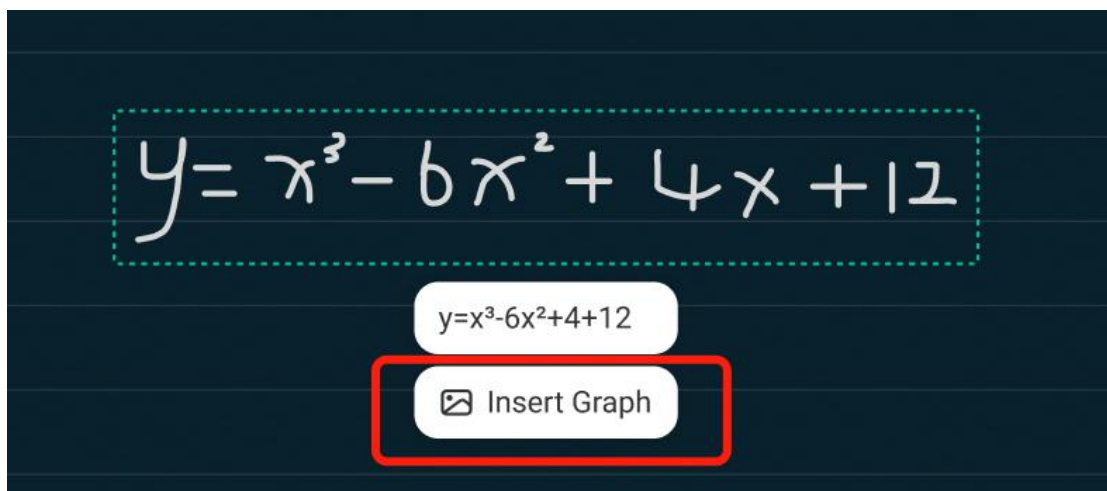 y= x³- 6x²+ 4x +12
y=x³-6x²+4+12
Insert Graph